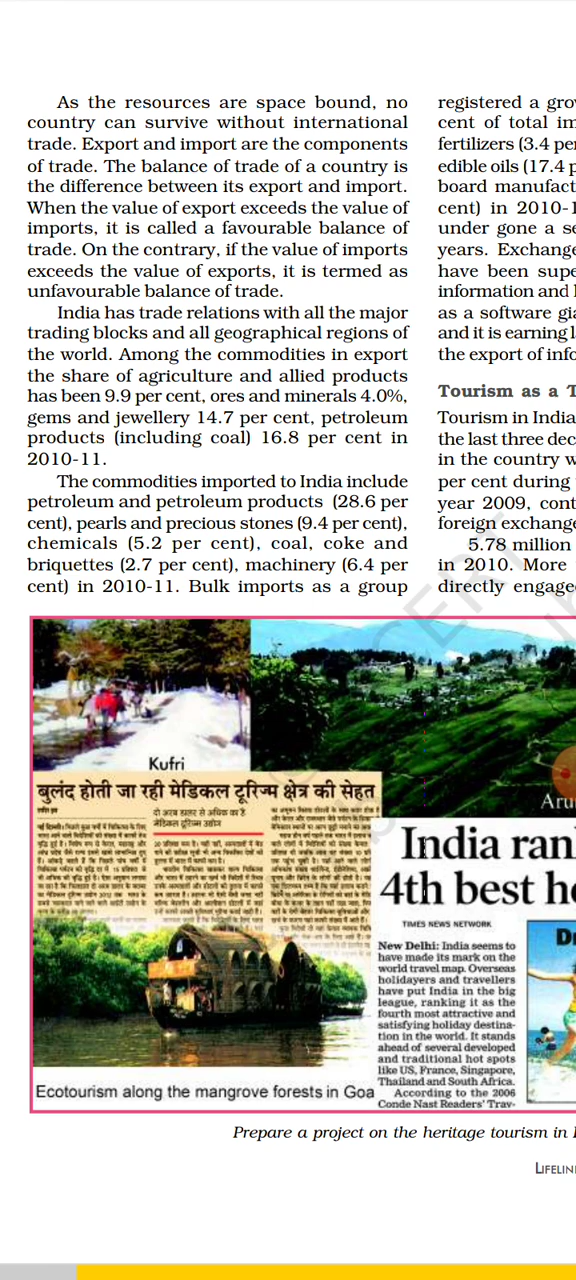 As the resources are space bound, no
country can survive without international
trade. Export and import are the components
of trade. The balance of trade of a country is
the difference between its export and import.
When the value of export exceeds the value of
imports, it is called a favourable balance of
trade. On the contrary, if the value of imports
exceeds the value of exports, it is termed as
unfavourable balance of trade.
India has trade relations with all the major
trading blocks and all geographical regions of
the world. Among the commodities in export
the share of agriculture and allied products
has been 9.9 per cent, ores and minerals 4.0%,
gems and jewellery 14.7 per cent, petroleum
products (including coal) 16.8 per cent in
2010-11.
The commodities imported to India include
petroleum and petroleum products (28.6 per
cent), pearls and precious stones (9.4 per cent),
chemicals (5.2 per cent), coal, coke and
briquettes (2.7 per cent), machinery (6.4 per
cent) in 2010-11. Bulk imports as a group
registered a grow
cent of total im
fertilizers (3.4 per
edible oils (17.4 p
board manufact
cent) in 2010-1
under gone a se
years. Exchange
have been supe
information and k
as a software gia
and it is earning l
the export of info
Tourism as a T
Tourism in India
the last three dec
in the country w
per cent during
year 2009, cont
foreign exchange
5.78 million
in 2010. More
directly engage
Kufri
Aru
बुलंद होती जा रही मेडिकल टूरिज्म क्षेत्र की सेहत
दो अरब डालर से अधिक का है
मेडिकल टूरिज्म उद्योग
India ran
4th best ho
TIMES NEWS NETWORK
New Delhi: India seems to
have made its mark on the
world travel map. Overseas
holidayers and travellers
have put India in the big
league, ranking it as the
fourth most attractive and
satisfying holiday destina-
tion in the world. It stands
ahead of several developed
and traditional hot spots
like US, France, Singapore,
Thailand and South Africa.
According to the 2006
Conde Nast Readers' Trav-
Ecotourism along the mangrove forests in Goa
Prepare a project on the heritage tourism in I
LIFELINE